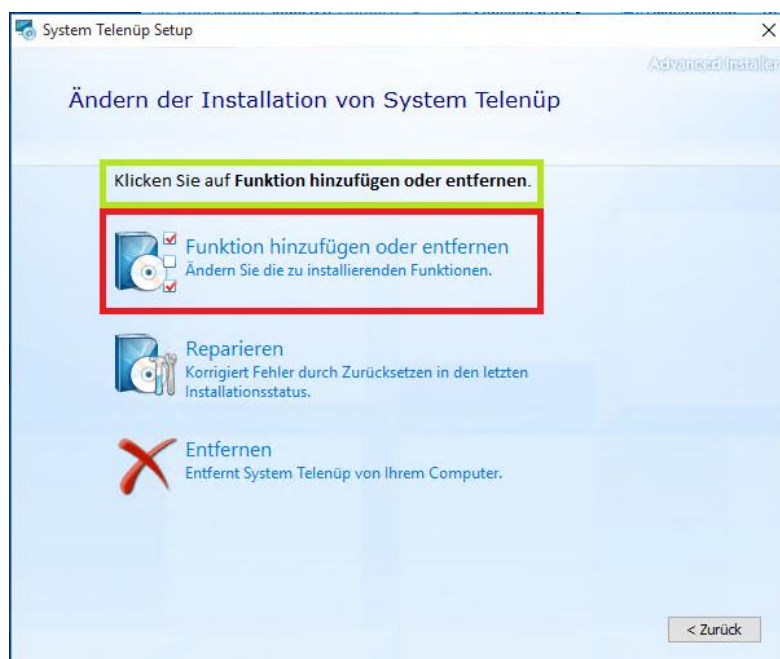 System Telenüp Setup
Advanced Installer
Ändern der Installation von System Telenüp
Klicken Sie auf Funktion hinzufügen oder entfernen.
Funktion hinzufügen oder entfernen
Ändern Sie die zu installierenden Funktionen.
Reparieren
Korrigiert Fehler durch Zurücksetzen in den letzten
Installationsstatus.
Entfernen
Entfernt System Telenüp von Ihrem Computer.
< Zurück